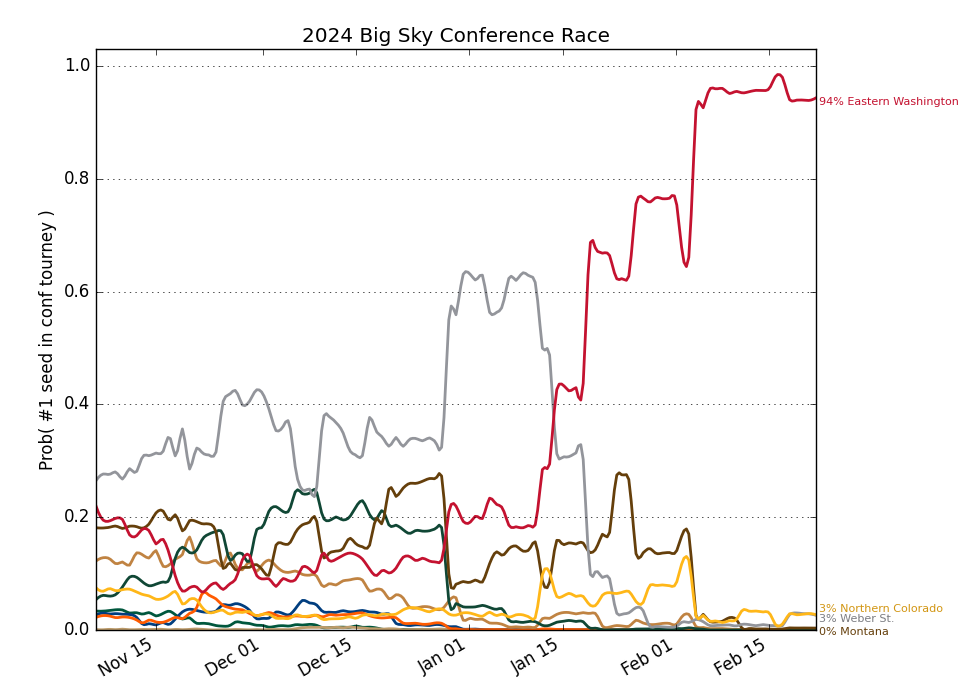 2024 Big Sky Conference Race
Prob( #1 seed in conf tourney )
1.0
0.8
0.6
0.4
0.2
0.0
Nov 15
Dec 01
Dec 15
Jan 01
Jan 15
Feb 01
Feb 15
94% Eastern Washington
3% Northern Colorado
3% Weber St.
0% Montana